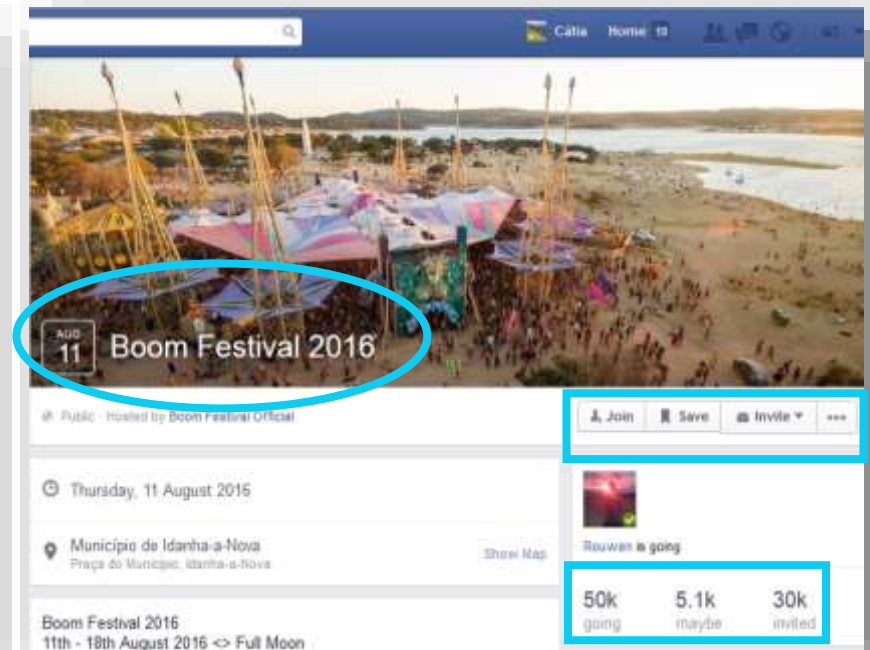 Cátia Home
AUG
11
Boom Festival 2016
Public · Hosted by Boom Festival Official
Join Save Invite
Thursday, 11 August 2016
Município de Idanha-a-Nova
Praça do Município, Idanha-a-Nova
Show Map
Rouwen is going
50k 5.1k 30k
going maybe invited
Boom Festival 2016
11th - 18th August 2016 <> Full Moon